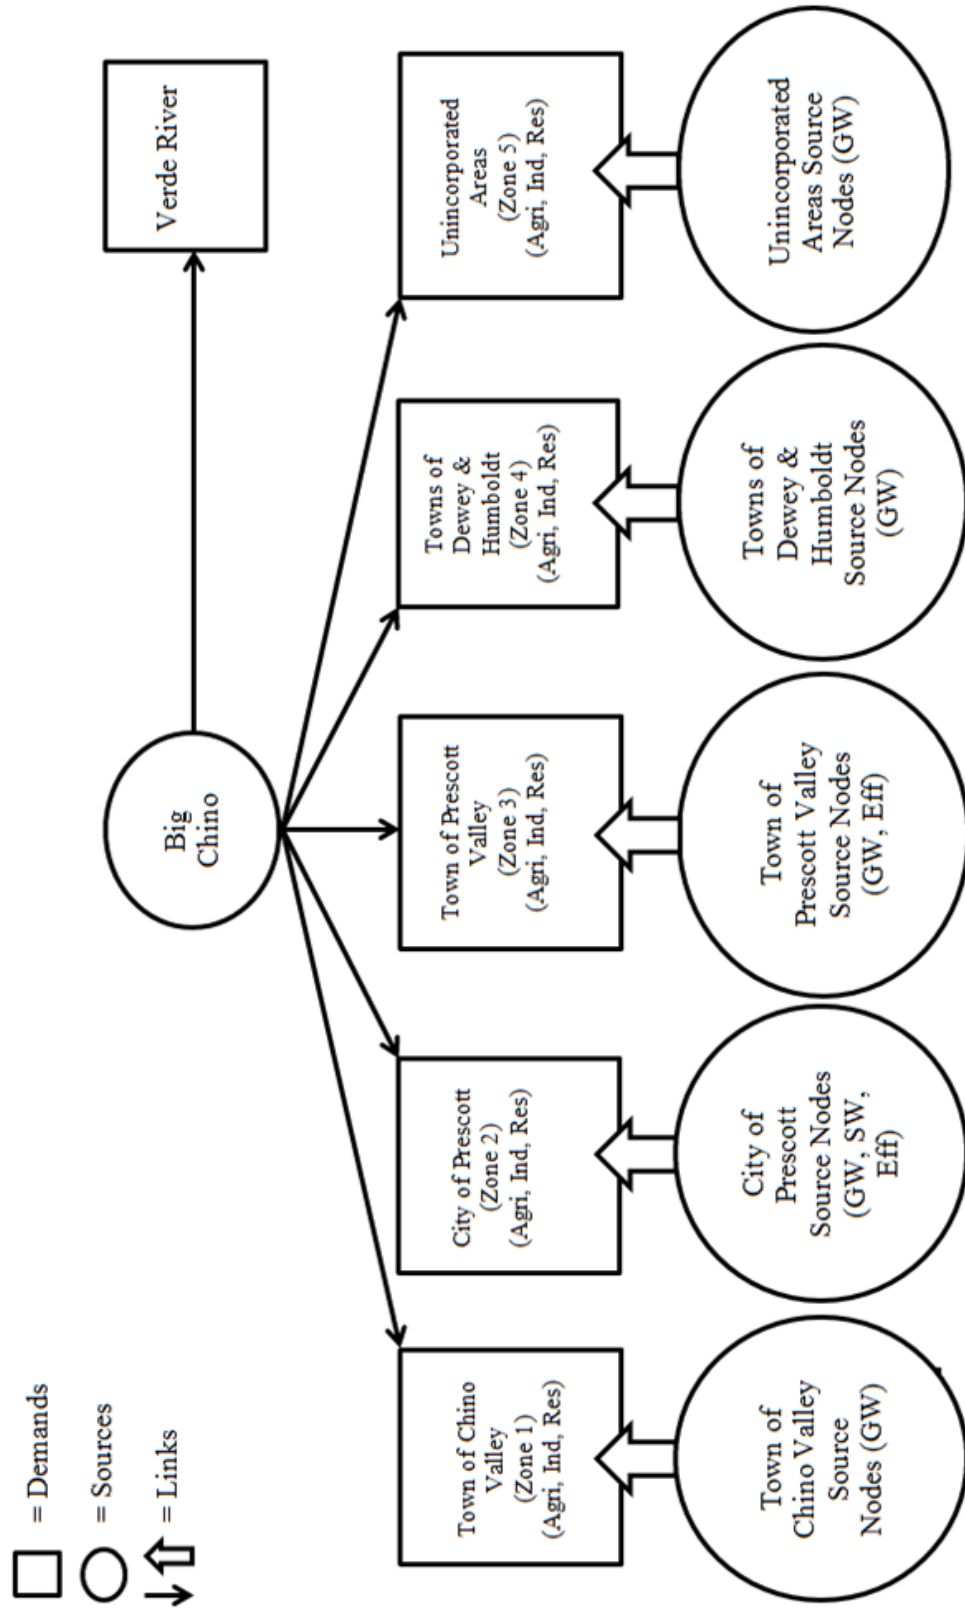 = Demands
= Sources
= Links
Big
Chino
Verde River
Town of Chino
Valley
(Zone 1)
(Agri, Ind, Res)
City of Prescott
(Zone 2)
(Agri, Ind, Res)
Town of Prescott
Valley
(Zone 3)
(Agri, Ind, Res)
Towns of
Dewey &
Humboldt
(Zone 4)
(Agri, Ind, Res)
Unincorporated
Areas
(Zone 5)
(Agri, Ind, Res)
Town of
Chino Valley
Source
Nodes (GW)
City of
Prescott
Source Nodes
(GW, SW,
Eff)
Town of
Prescott Valley
Source Nodes
(GW, Eff)
Towns of
Dewey &
Humboldt
Source Nodes
(GW)
Unincorporated
Areas Source
Nodes (GW)